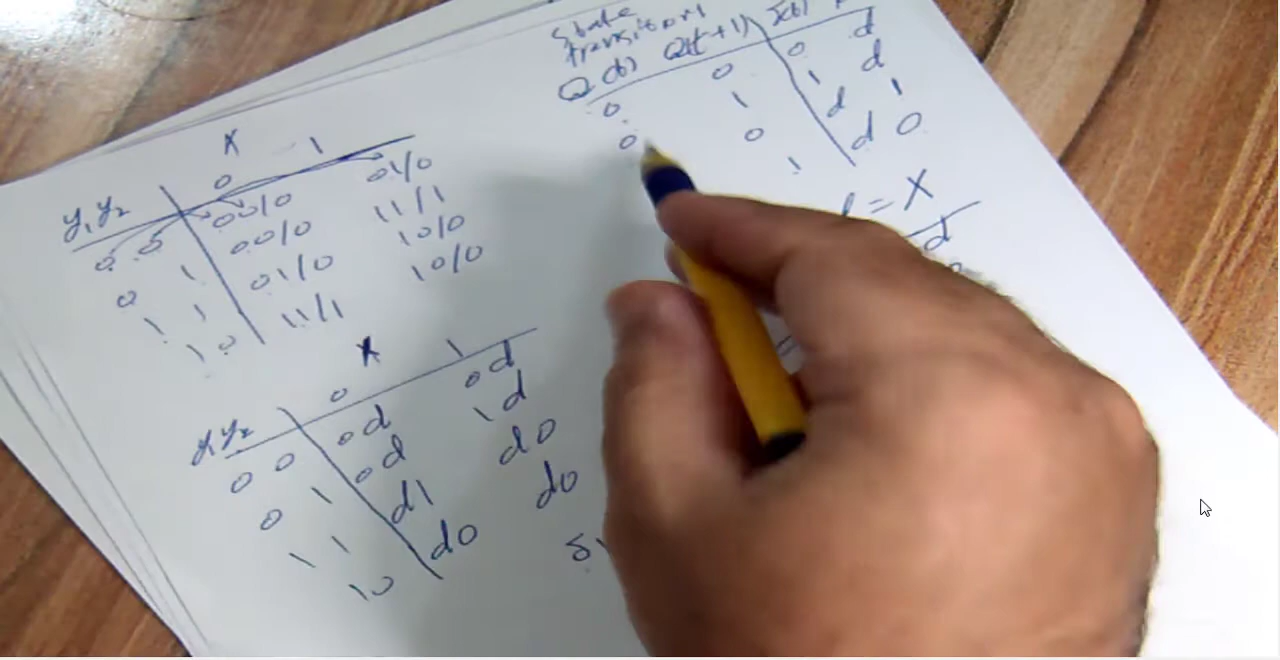 State
transition
Q(t) Q(t+1) J(t)
0 0 0 d
0 1 1 d
0 d 1
1 d 0
X
y₁y₂ 0 1
0 0 00/0 01/0
0 1 00/0 11/1
1 1 01/0 10/0
1 0 11/1 10/0
= X
d
X
y₁y₂ 0 1
0 0 0d 0d
0 1 0d 1d
1 1 d1 d0
1 0 d0 d0